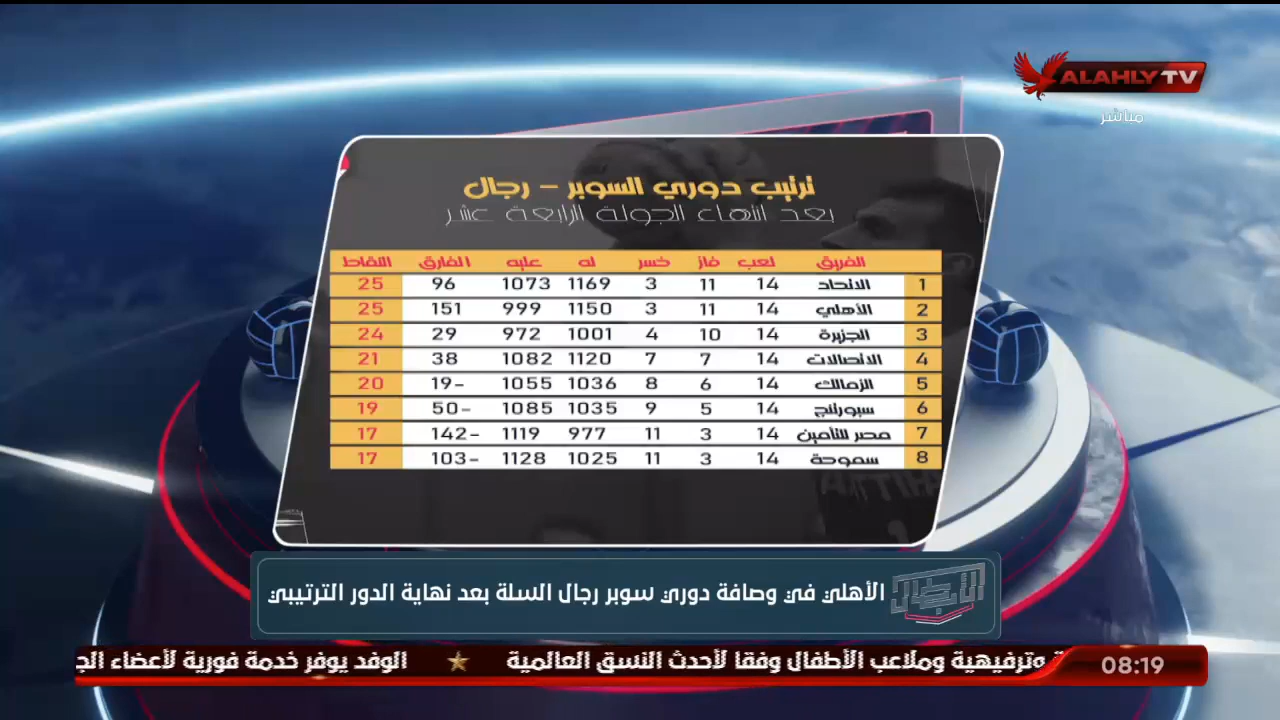 ALAHLY TV
مباشر
ترتيب دوري السوبر – رجال
بعد انتهاء الجولة الرابعة عشر
الفريق لعب فاز خسر له عليه الفارق النقاط
1 الاتحاد 14 11 3 1169 1073 96 25
2 الأهلي 14 11 3 1150 999 151 25
3 الجزيرة 14 10 4 1001 972 29 24
4 الاتصالات 14 7 7 1120 1082 38 21
5 الزمالك 14 6 8 1036 1055 19- 20
6 سبورتنج 14 5 9 1035 1085 50- 19
7 مصر للتأمين 14 3 11 977 1119 142- 17
8 سموحة 14 3 11 1025 1128 103- 17
الأهلي في وصافة دوري سوبر رجال السلة بعد نهاية الدور الترتيبي
08:19 وترفيهية وملاعب الأطفال وفقا لأحدث النسق العالمية الوفد يوفر خدمة فورية لأعضاء